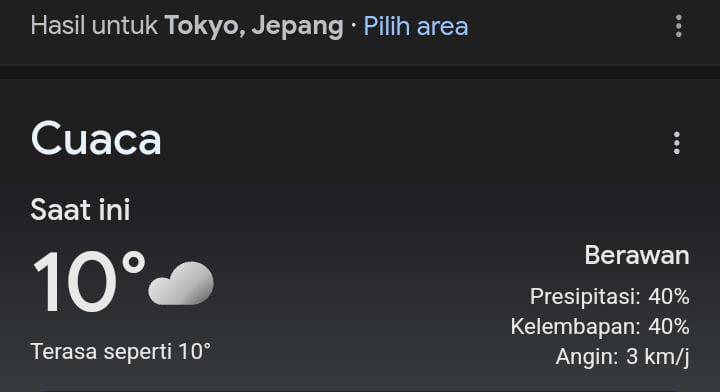 Hasil untuk Tokyo, Jepang · Pilih area
Cuaca
Saat ini
10°
Terasa seperti 10°
Berawan
Presipitasi: 40%
Kelembapan: 40%
Angin: 3 km/j